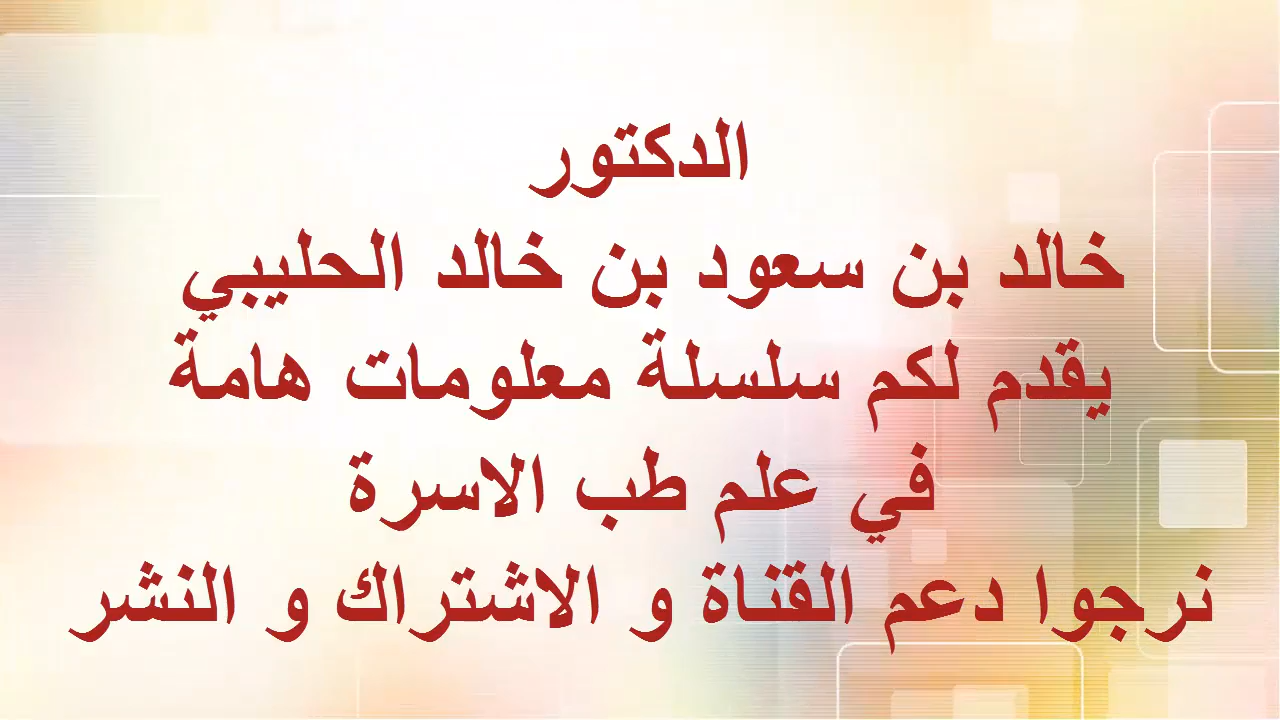 الدكتور
خالد بن سعود بن خالد الحليبي
يقدم لكم سلسلة معلومات هامة
في علم طب الاسرة
نرجوا دعم القناة و الاشتراك و النشر